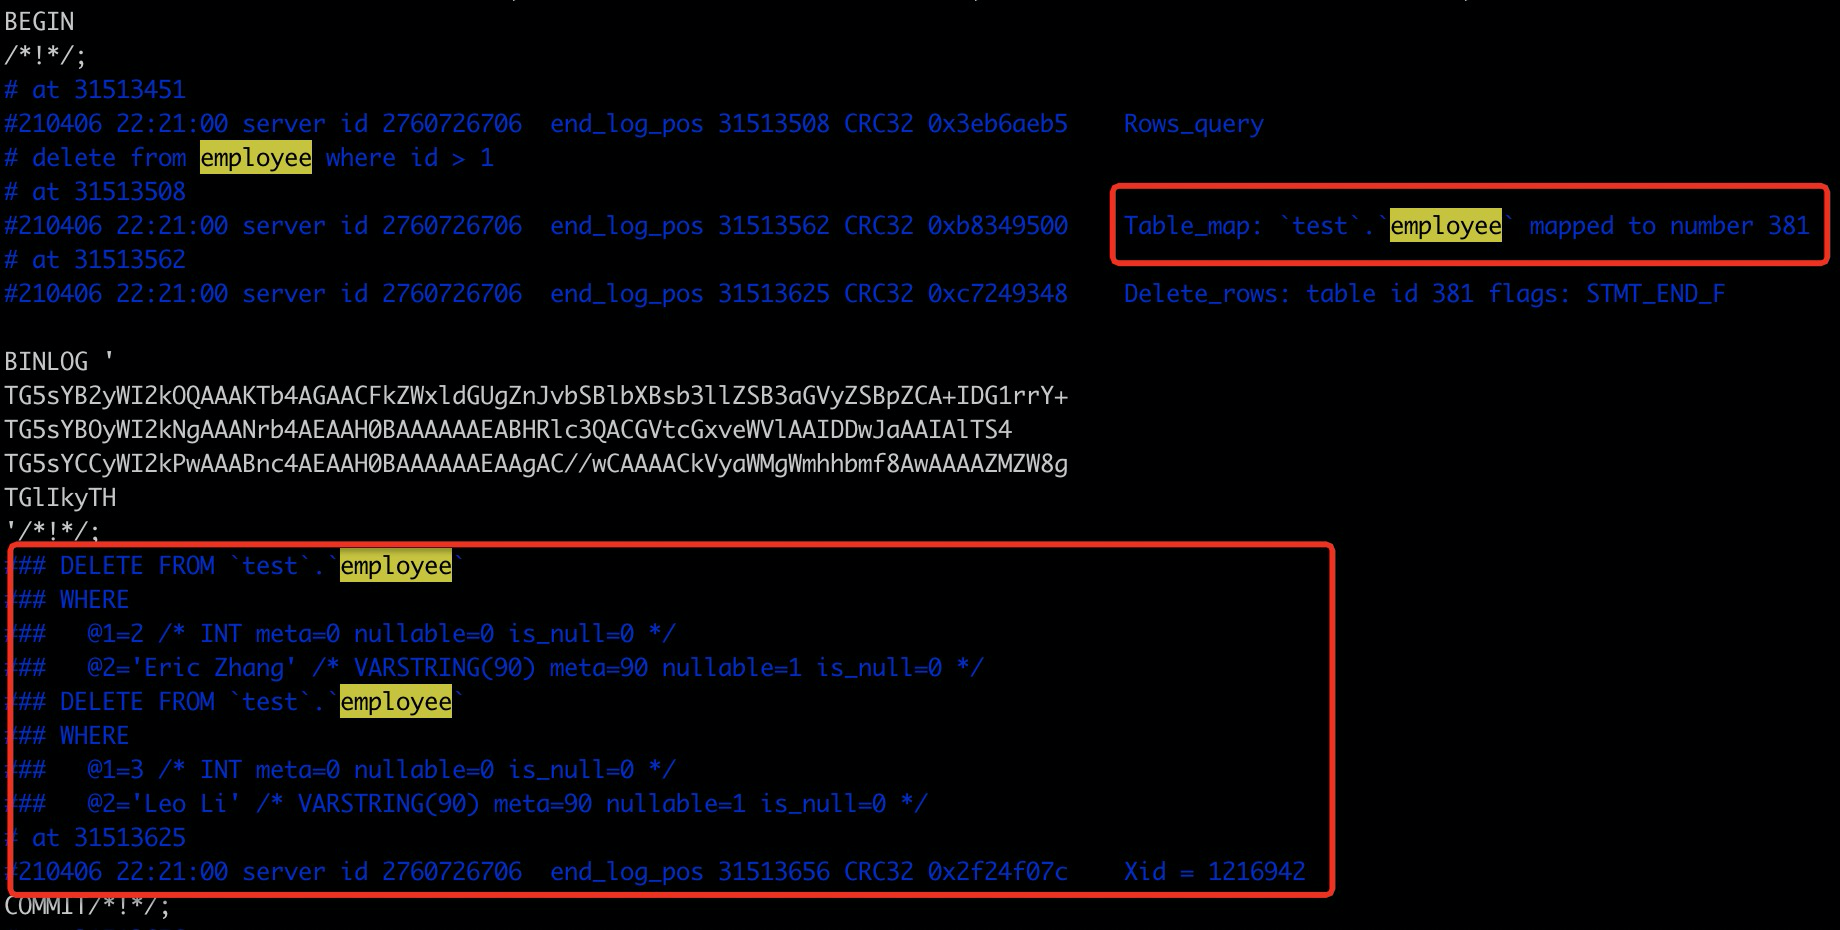 BEGIN
/*!*/;
# at 31513451
#210406 22:21:00 server id 2760726706  end_log_pos 31513508 CRC32 0x3eb6aeb5    Rows_query
# delete from employee where id > 1
# at 31513508
#210406 22:21:00 server id 2760726706  end_log_pos 31513562 CRC32 0xb8349500    Table_map: `test`.`employee` mapped to number 381
# at 31513562
#210406 22:21:00 server id 2760726706  end_log_pos 31513625 CRC32 0xc7249348    Delete_rows: table id 381 flags: STMT_END_F
BINLOG '
TG5sYB2yWI2kOQAAAKTb4AGAACFkZWxldGUgZnJvbSBlbXBsb3llZSB3aGVyZSBpZCA+IDG1rrY+
TG5sYBOyWI2kNgAAANrb4AEAAH0BAAAAAAEABHRlc3QACGVtcGxveWVlAAIDDwJaAAIAlTS4
TG5sYCCyWI2kPwAAABnc4AEAAH0BAAAAAAEAAgAC//wCAAAACkVyaWMgWmhhbmf8AwAAAAZMZW8g
TGlIkyTH
'/*!*/;
### DELETE FROM `test`.`employee`
### WHERE
###   @1=2 /* INT meta=0 nullable=0 is_null=0 */
###   @2='Eric Zhang' /* VARSTRING(90) meta=90 nullable=1 is_null=0 */
### DELETE FROM `test`.`employee`
### WHERE
###   @1=3 /* INT meta=0 nullable=0 is_null=0 */
###   @2='Leo Li' /* VARSTRING(90) meta=90 nullable=1 is_null=0 */
# at 31513625
#210406 22:21:00 server id 2760726706  end_log_pos 31513656 CRC32 0x2f24f07c    Xid = 1216942
COMMIT/*!*/;